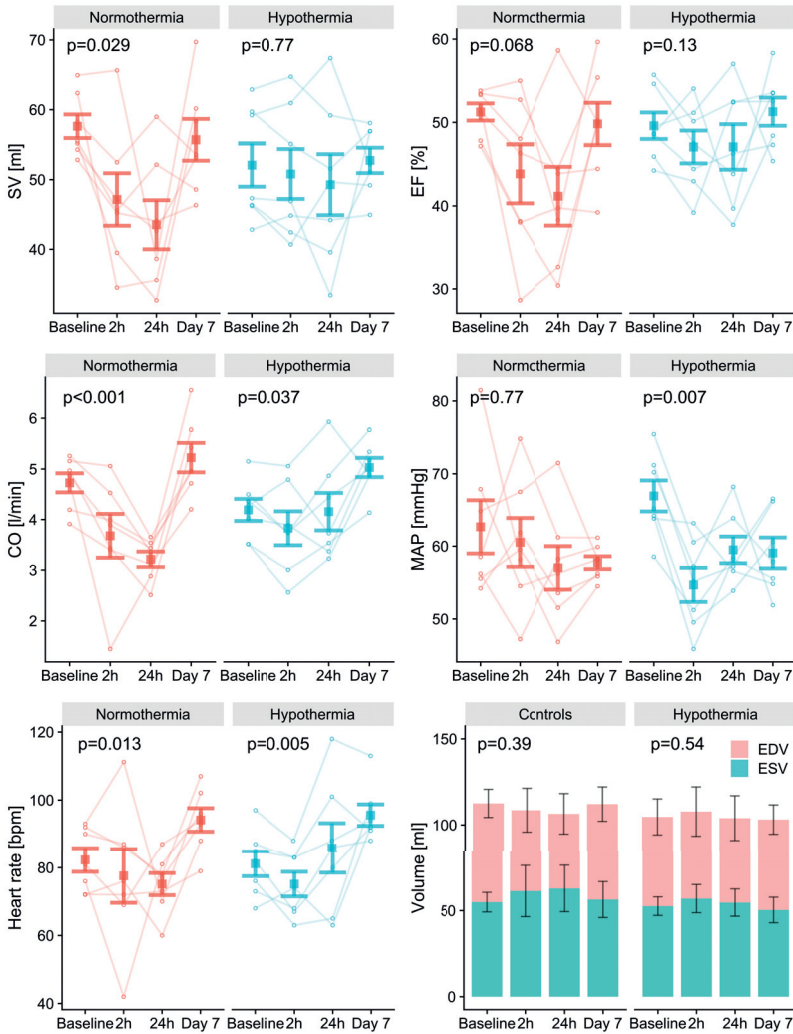 Normothermia Hypothermia
p=0.029 p=0.77
SV [ml]
70
60
50
40
Baseline 2h 24h Day 7 Baseline 2h 24h Day 7
Normcthermia Hypothermia
p=0.068 p=0.13
EF [%]
60
50
40
30
Baseline 2h 24h Day 7 Baseline 2h 24h Day 7
Normothermia Hypothermia
p<0.001 p=0.037
CO [l/min]
6
5
4
3
2
Baseline 2h 24h Day 7 Baseline 2h 24h Day 7
Normcthermia Hypothermia
p=0.77 p=0.007
MAP [mmHg]
80
70
60
50
Baseline 2h 24h Day 7 Baseline 2h 24h Day 7
Normothermia Hypothermia
p=0.013 p=0.005
Heart rate [bpm]
120
100
80
60
40
Baseline 2h 24h Day 7 Baseline 2h 24h Day 7
Ccntrols Hypothermia
p=0.39 p=0.54
EDV
ESV
Volume [ml]
150
100
50
0
Baseline 2h 24h Day 7 Baseline 2h 24h Day 7